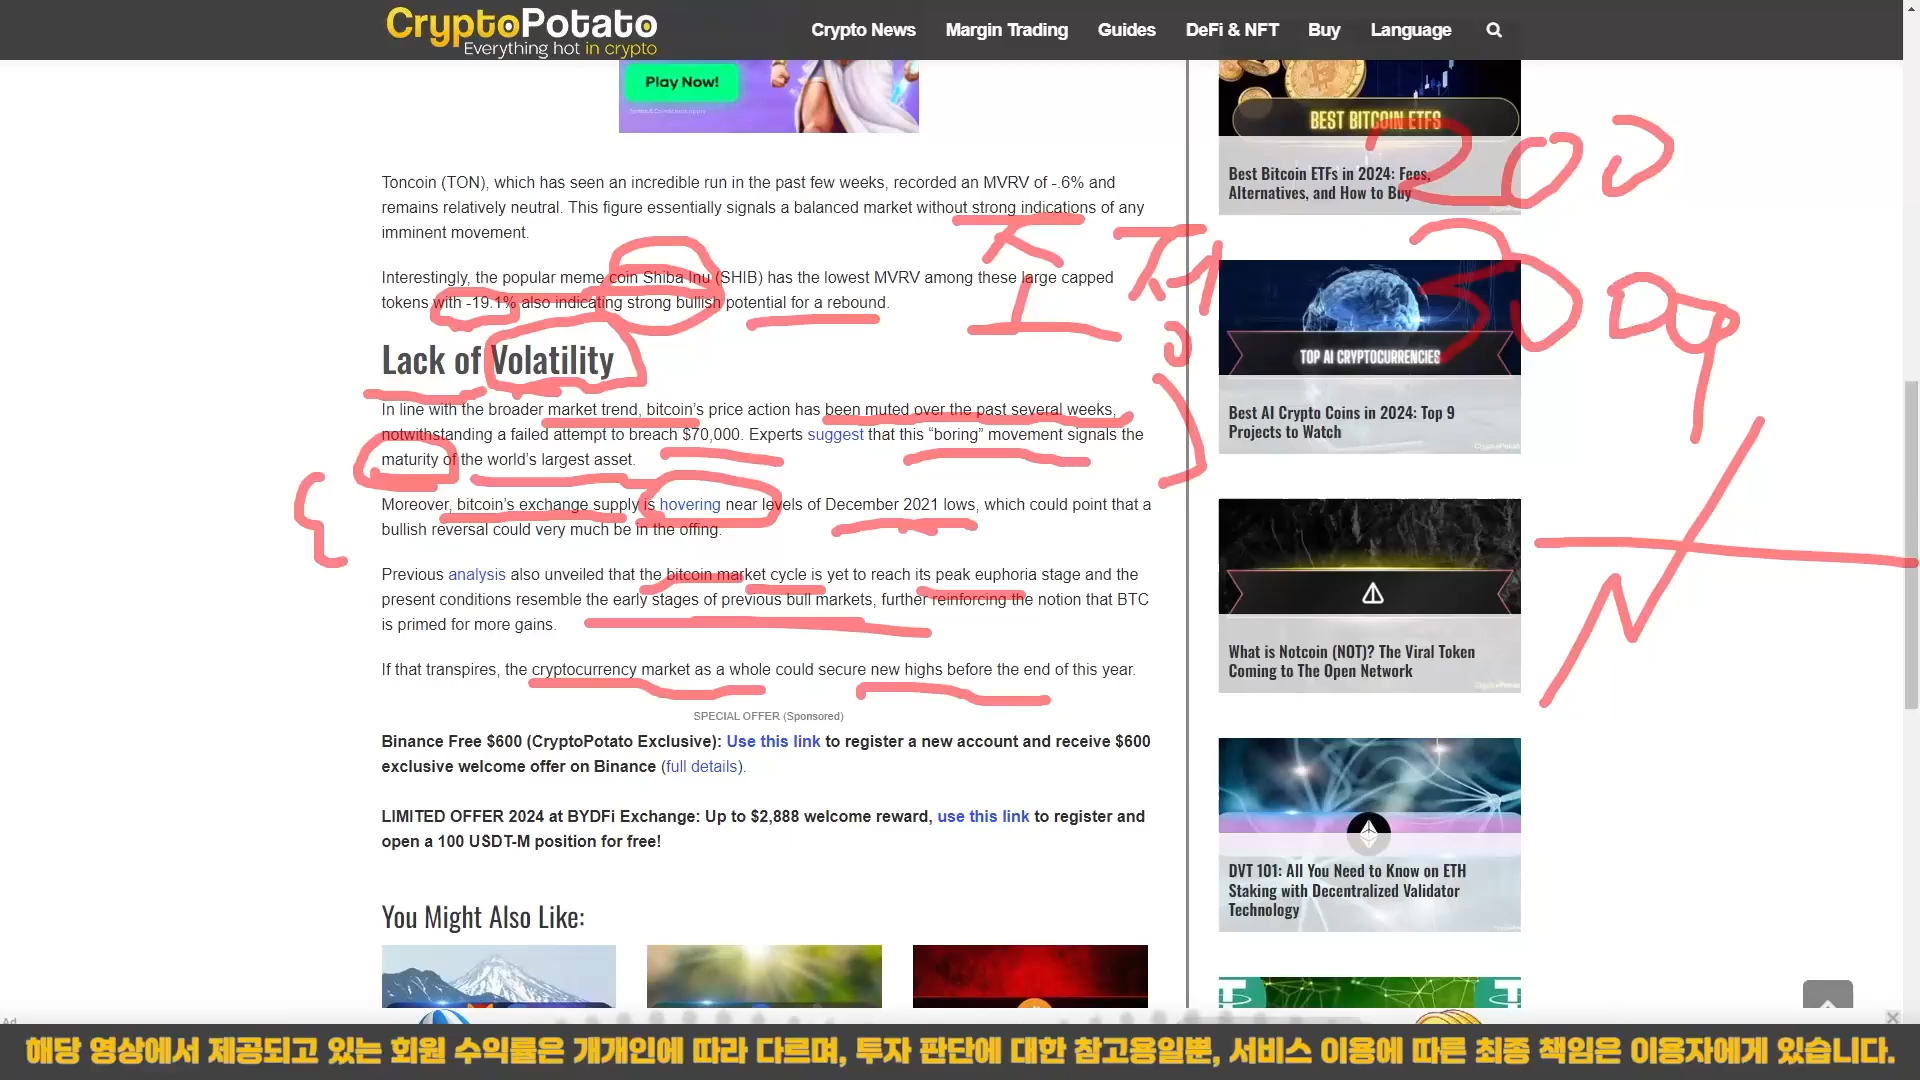 CryptoPotato
Everything hot in crypto
Crypto News
Margin Trading
Guides
DeFi & NFT
Buy
Language
Play Now!
Toncoin (TON), which has seen an incredible run in the past few weeks, recorded an MVRV of -.6% and
remains relatively neutral. This figure essentially signals a balanced market without strong indications of any
imminent movement.
Interestingly, the popular meme coin Shiba Inu (SHIB) has the lowest MVRV among these large capped
tokens with -19.1% also indicating strong bullish potential for a rebound.
Lack of Volatility
In line with the broader market trend, bitcoin's price action has been muted over the past several weeks,
notwithstanding a failed attempt to breach $70,000. Experts suggest that this “boring” movement signals the
maturity of the world's largest asset.
Moreover, bitcoin's exchange supply is hovering near levels of December 2021 lows, which could point that a
bullish reversal could very much be in the offing.
Previous analysis also unveiled that the bitcoin market cycle is yet to reach its peak euphoria stage and the
present conditions resemble the early stages of previous bull markets, further reinforcing the notion that BTC
is primed for more gains.
If that transpires, the cryptocurrency market as a whole could secure new highs before the end of this year.
SPECIAL OFFER (Sponsored)
Binance Free $600 (CryptoPotato Exclusive): Use this link to register a new account and receive $600
exclusive welcome offer on Binance (full details).
LIMITED OFFER 2024 at BYDFi Exchange: Up to $2,888 welcome reward, use this link to register and
open a 100 USDT-M position for free!
You Might Also Like:
BEST BITCOIN ETFS
Best Bitcoin ETFs in 2024: Fees,
Alternatives, and How to Buy
200
TOP AI CRYPTOCURRENCIES
Best AI Crypto Coins in 2024: Top 9
Projects to Watch
What is Notcoin (NOT)? The Viral Token
Coming to The Open Network
DVT 101: All You Need to Know on ETH
Staking with Decentralized Validator
Technology
조정
Ad
해당 영상에서 제공되고 있는 회원 수익률은 개개인에 따라 다르며, 투자 판단에 대한 참고용일뿐, 서비스 이용에 따른 최종 책임은 이용자에게 있습니다.